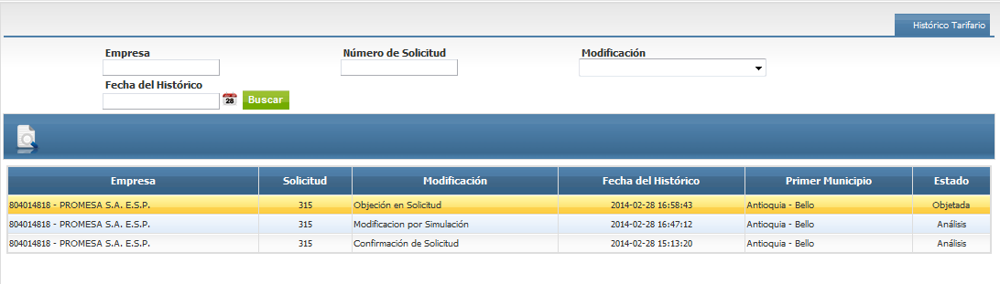 Histórico Tarifario
Empresa Número de Solicitud Modificación
Fecha del Histórico
28 Buscar
Empresa Solicitud Modificación Fecha del Histórico Primer Municipio Estado
804014818 - PROMESA S.A. E.S.P. 315 Objeción en Solicitud 2014-02-28 16:58:43 Antioquia - Bello Objetada
804014818 - PROMESA S.A. E.S.P. 315 Modificacion por Simulación 2014-02-28 16:47:12 Antioquia - Bello Análisis
804014818 - PROMESA S.A. E.S.P. 315 Confirmación de Solicitud 2014-02-28 15:13:20 Antioquia - Bello Análisis